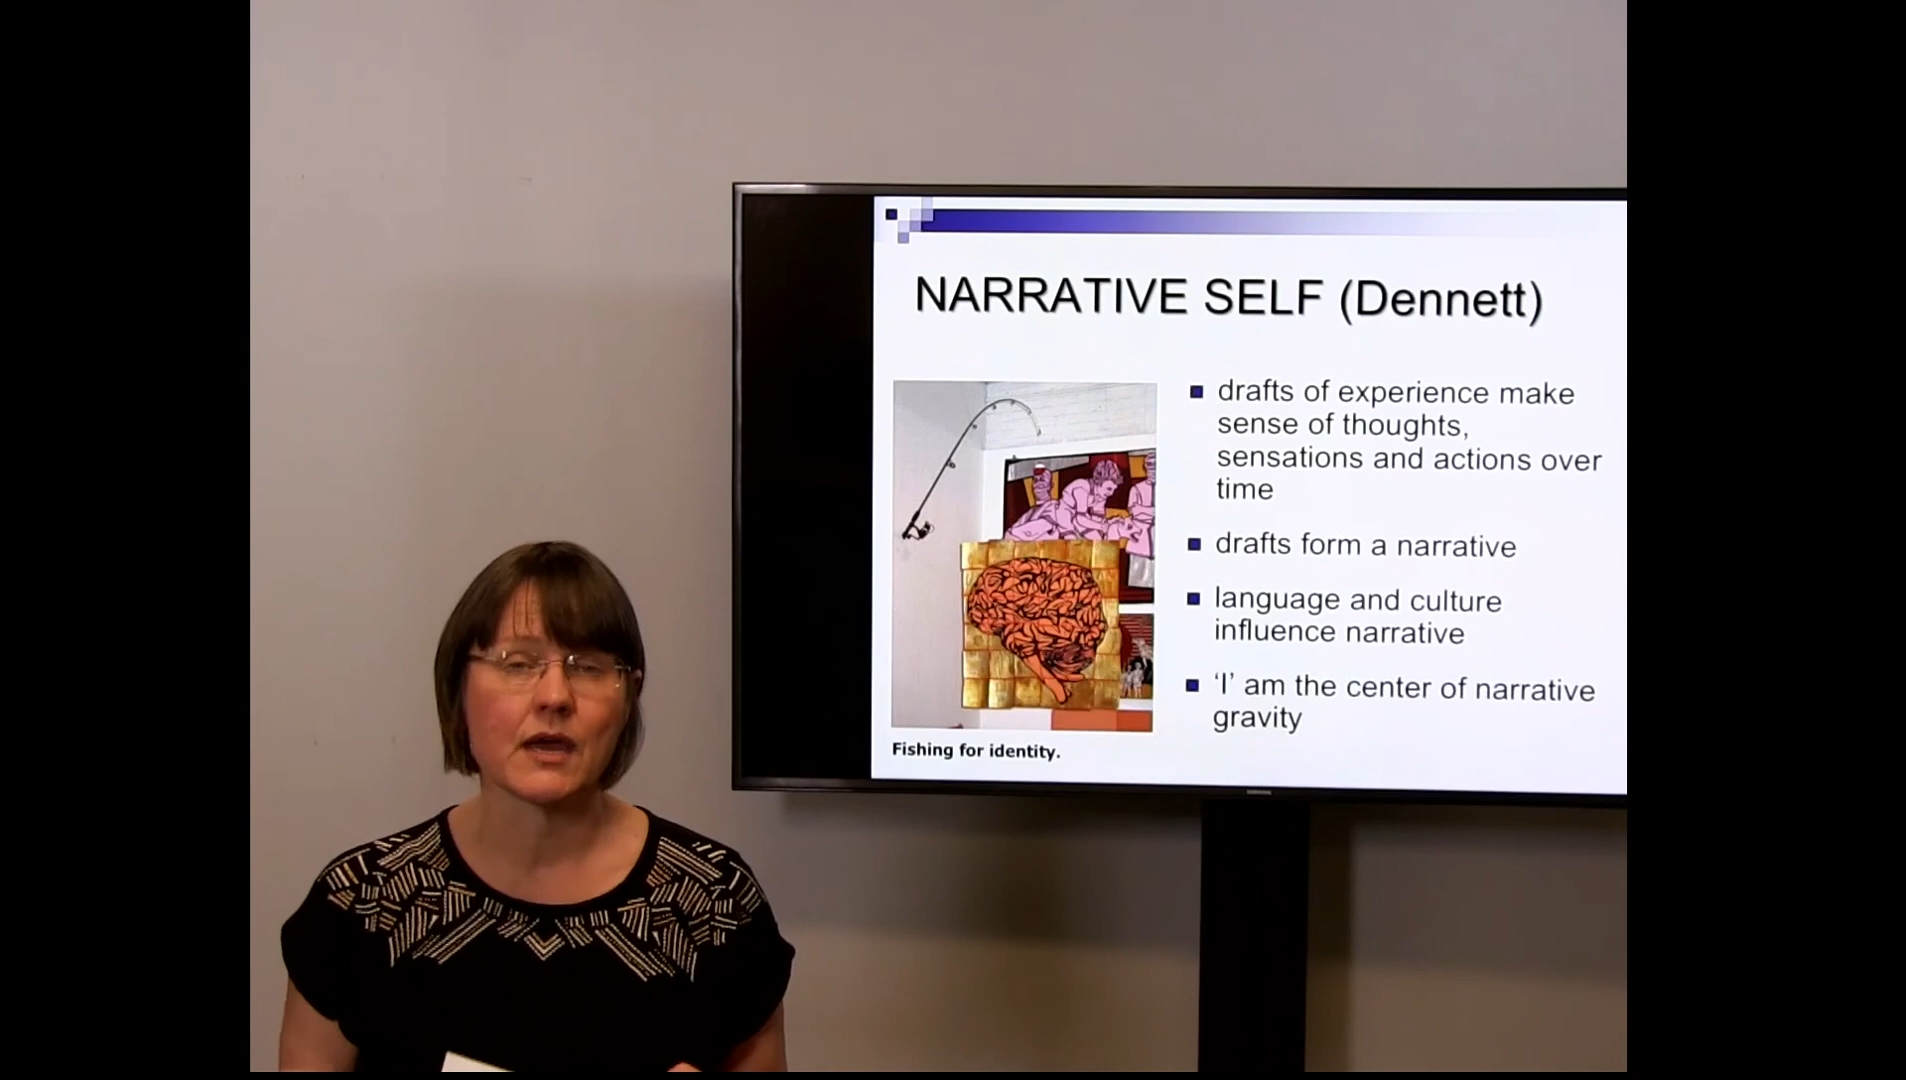 NARRATIVE SELF (Dennett)
drafts of experience make
sense of thoughts,
sensations and actions over
time
drafts form a narrative
language and culture
influence narrative
‘I’ am the center of narrative
gravity
Fishing for identity.